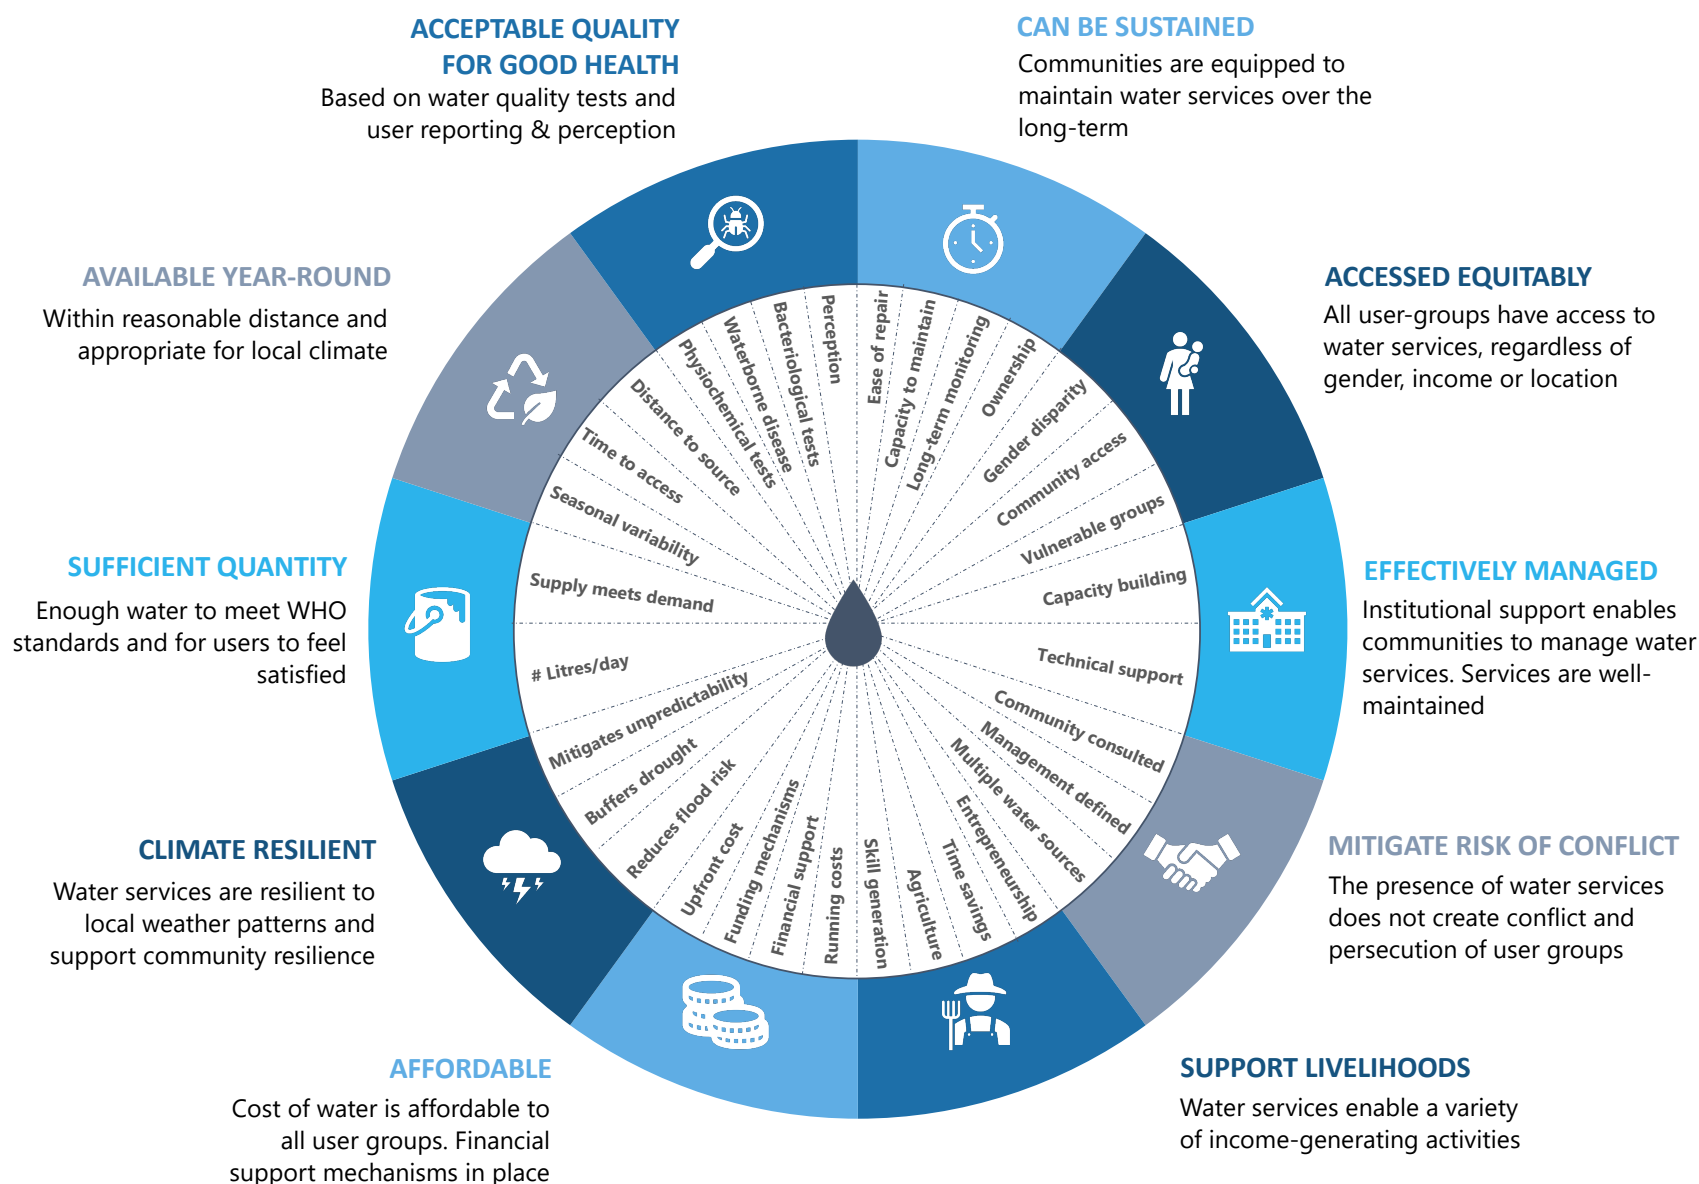 ACCEPTABLE QUALITY
FOR GOOD HEALTH
Based on water quality tests and
user reporting & perception
CAN BE SUSTAINED
Communities are equipped to
maintain water services over the
long-term
ACCESSED EQUITABLY
All user-groups have access to
water services, regardless of
gender, income or location
EFFECTIVELY MANAGED
Institutional support enables
communities to manage water
services. Services are well-
maintained
MITIGATE RISK OF CONFLICT
The presence of water services
does not create conflict and
persecution of user groups
SUPPORT LIVELIHOODS
Water services enable a variety
of income-generating activities
AFFORDABLE
Cost of water is affordable to
all user groups. Financial
support mechanisms in place
CLIMATE RESILIENT
Water services are resilient to
local weather patterns and
support community resilience
SUFFICIENT QUANTITY
Enough water to meet WHO
standards and for users to feel
satisfied
AVAILABLE YEAR-ROUND
Within reasonable distance and
appropriate for local climate
Ease of repair
Capacity to maintain
Long-term monitoring
Ownership
Gender disparity
Community access
Vulnerable groups
Capacity building
Technical support
Community consulted
Management defined
Multiple water sources
Entrepreneurship
Time savings
Agriculture
Skill generation
Running costs
Financial support
Funding mechanisms
Upfront cost
Reduces flood risk
Buffers drought
Mitigates unpredictability
# Litres/day
Supply meets demand
Seasonal variability
Time to access
Distance to source
Physiochemical tests
Waterborne disease
Bacteriological tests
Perception